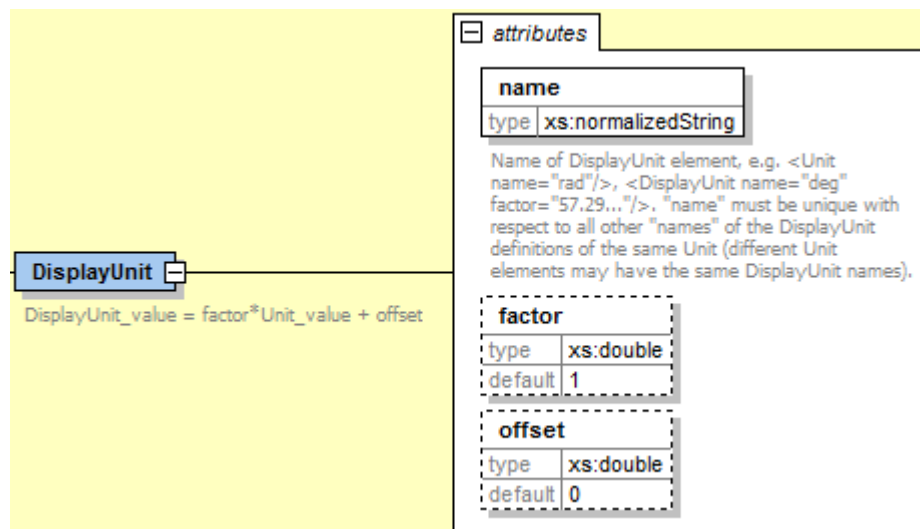 attributes
name
type xs:normalizedString
Name of DisplayUnit element, e.g. <Unit
name="rad"/>, <DisplayUnit name="deg"
factor="57.29..."/>. "name" must be unique with
respect to all other "names" of the DisplayUnit
definitions of the same Unit (different Unit
elements may have the same DisplayUnit names).
DisplayUnit
DisplayUnit_value = factor*Unit_value + offset
factor
type xs:double
default 1
offset
type xs:double
default 0